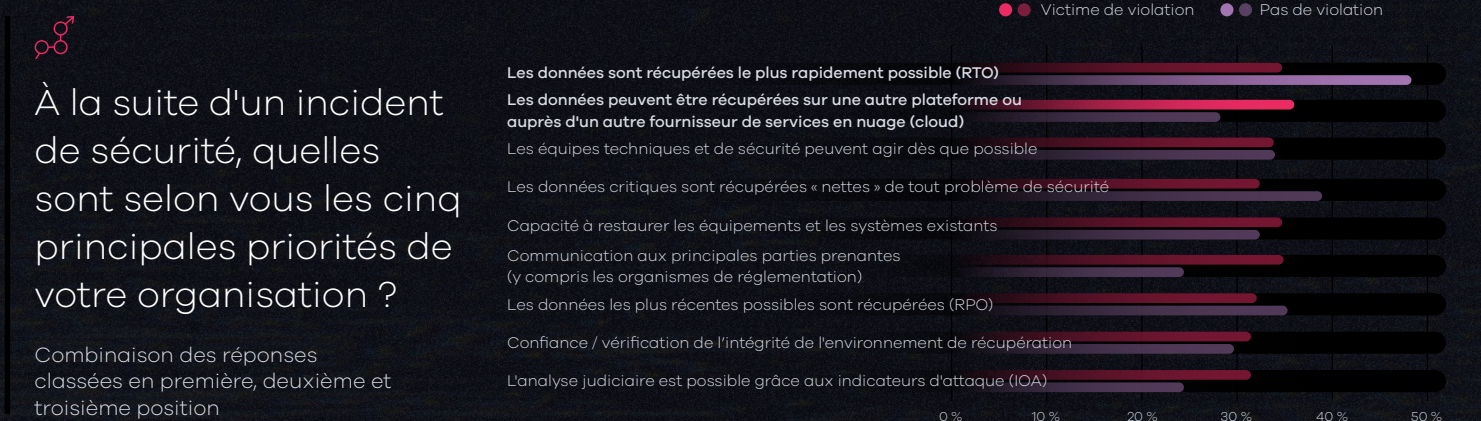 Victime de violation
Pas de violation
À la suite d'un incident
de sécurité, quelles
sont selon vous les cinq
principales priorités de
votre organisation ?
Combinaison des réponses
classées en première, deuxième et
troisième position
Les données sont récupérées le plus rapidement possible (RTO)
Les données peuvent être récupérées sur une autre plateforme ou
auprès d'un autre fournisseur de services en nuage (cloud)
Les équipes techniques et de sécurité peuvent agir dès que possible
Les données critiques sont récupérées « nettes » de tout problème de sécurité
Capacité à restaurer les équipements et les systèmes existants
Communication aux principales parties prenantes
(y compris les organismes de réglementation)
Les données les plus récentes possibles sont récupérées (RPO)
Confiance / vérification de l’intégrité de l'environnement de récupération
L'analyse judiciaire est possible grâce aux indicateurs d'attaque (IOA)
0 % 10 % 20 % 30 % 40 % 50 %